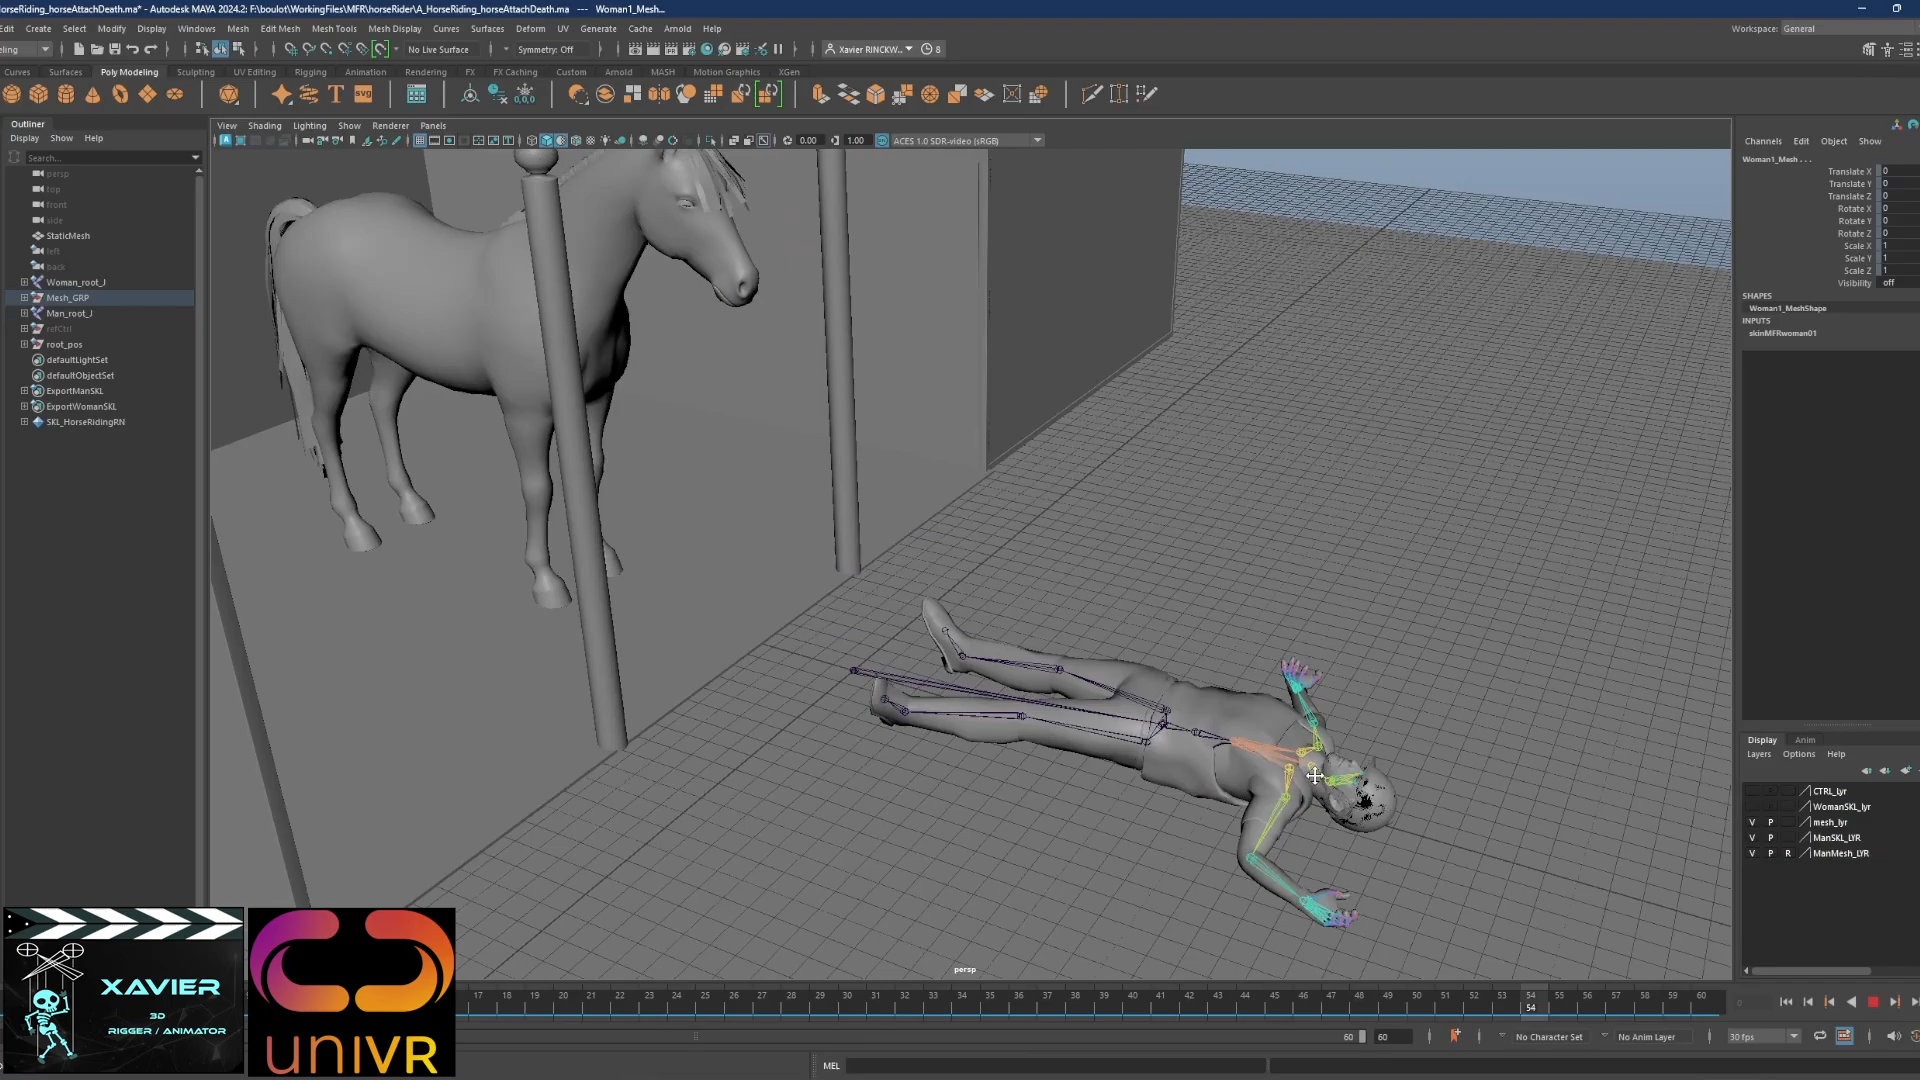 orseRiding_horseAttachDeath.ma* - Autodesk MAYA 2024.2: F:\boulot\WorkingFiles\MFR\horseRider\A_HorseRiding_horseAttachDeath.ma --- Woman1_Mesh...
Edit Create Select Modify Display Windows Mesh Edit Mesh Mesh Tools Mesh Display Curves Surfaces Deform UV Generate Cache Arnold Help
Workspace: General
eling No Live Surface Symmetry: Off Xavier RINCKW... 8
Curves Surfaces Poly Modeling Sculpting UV Editing Rigging Animation Rendering FX FX Caching Custom Arnold MASH Motion Graphics XGen
T svg 0,0,0
Outliner
Display Show Help
Search...
persp
top
front
side
StaticMesh
left
back
Woman_root_J
Mesh_GRP
Man_root_J
refCtrl
root_pos
defaultLightSet
defaultObjectSet
ExportManSKL
ExportWomanSKL
SKL_HorseRidingRN
View Shading Lighting Show Renderer Panels
0.00 1.00 ACES 1.0 SDR-video (sRGB)
persp
Channels Edit Object Show
Woman1_Mesh . . .
Translate X 0
Translate Y 0
Translate Z 0
Rotate X 0
Rotate Y 0
Rotate Z 0
Scale X 1
Scale Y 1
Scale Z 1
Visibility off
SHAPES
Woman1_MeshShape
INPUTS
skinMFRwoman01
Display Anim
Layers Options Help
CTRL_lyr
WomanSKL_lyr
V P mesh_lyr
V P ManSKL_LYR
V P R ManMesh_LYR
XAVIER
3D
RIGGER / ANIMATOR
UNIVR
17 18 19 20 21 22 23 24 25 26 27 28 29 30 31 32 33 34 35 36 37 38 39 40 41 42 43 44 45 46 47 48 49 50 51 52 53 54 55 56 57 58 59 60
54
60 60 No Character Set No Anim Layer 30 fps
MEL